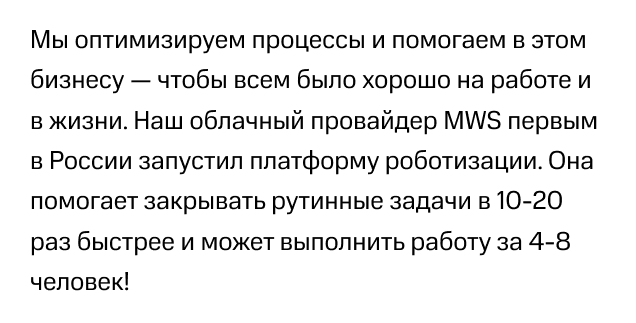 Мы оптимизируем процессы и помогаем в этом
бизнесу — чтобы всем было хорошо на работе и
в жизни. Наш облачный провайдер MWS первым
в России запустил платформу роботизации. Она
помогает закрывать рутинные задачи в 10-20
раз быстрее и может выполнить работу за 4-8
человек!